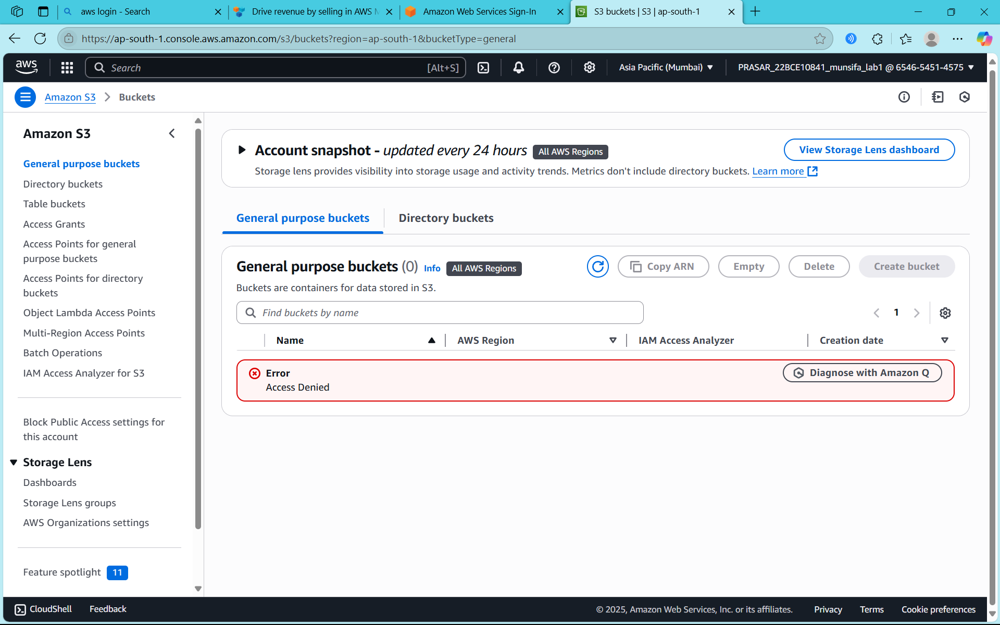 aws login - Search
Drive revenue by selling in AWS M
Amazon Web Services Sign-In
S3 buckets | S3 | ap-south-1
https://ap-south-1.console.aws.amazon.com/s3/buckets?region=ap-south-1&bucketType=general
aws
Search
[Alt+S]
Asia Pacific (Mumbai)
PRASAR_22BCE10841_munsifa_lab1 @ 6546-5451-4575
Amazon S3
Buckets
Amazon S3
General purpose buckets
Directory buckets
Table buckets
Access Grants
Access Points for general
purpose buckets
Access Points for directory
buckets
Object Lambda Access Points
Multi-Region Access Points
Batch Operations
IAM Access Analyzer for S3
Block Public Access settings for
this account
Storage Lens
Dashboards
Storage Lens groups
AWS Organizations settings
Feature spotlight 11
Account snapshot - updated every 24 hours All AWS Regions
View Storage Lens dashboard
Storage lens provides visibility into storage usage and activity trends. Metrics don't include directory buckets. Learn more
General purpose buckets
Directory buckets
General purpose buckets (0) Info All AWS Regions
Copy ARN
Empty
Delete
Create bucket
Buckets are containers for data stored in S3.
Find buckets by name
1
Name
AWS Region
IAM Access Analyzer
Creation date
Error
Access Denied
Diagnose with Amazon Q
CloudShell
Feedback
© 2025, Amazon Web Services, Inc. or its affiliates.
Privacy
Terms
Cookie preferences